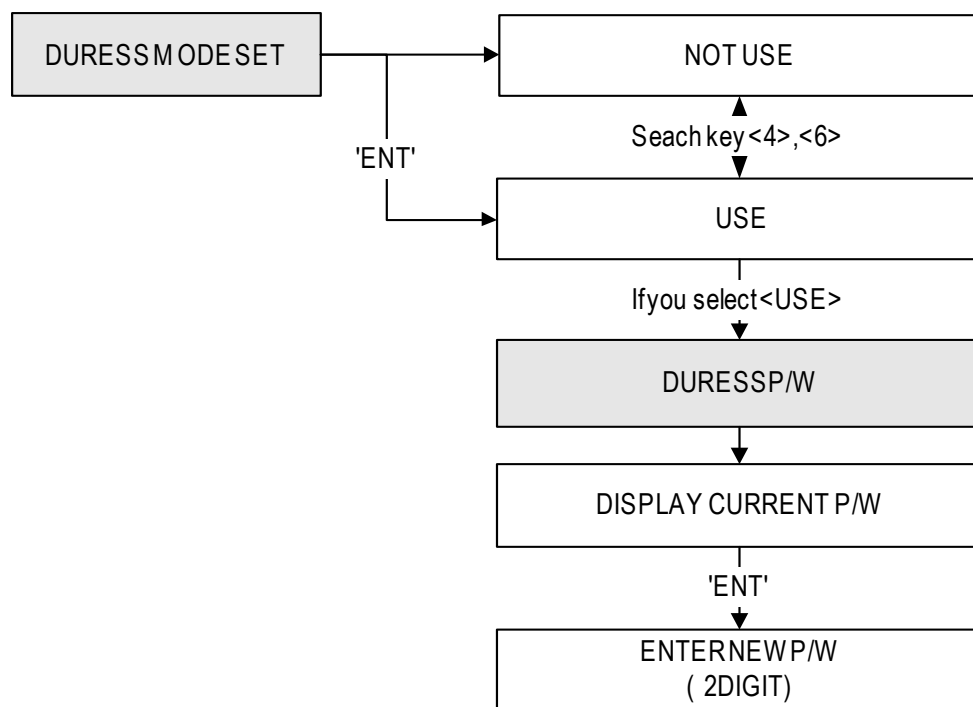 DURESS MODE SET
NOT USE
Seach key <4>,<6>
'ENT'
USE
If you select <USE>
DURESS P/W
DISPLAY CURRENT P/W
'ENT'
ENTER NEW P/W
( 2DIGIT)